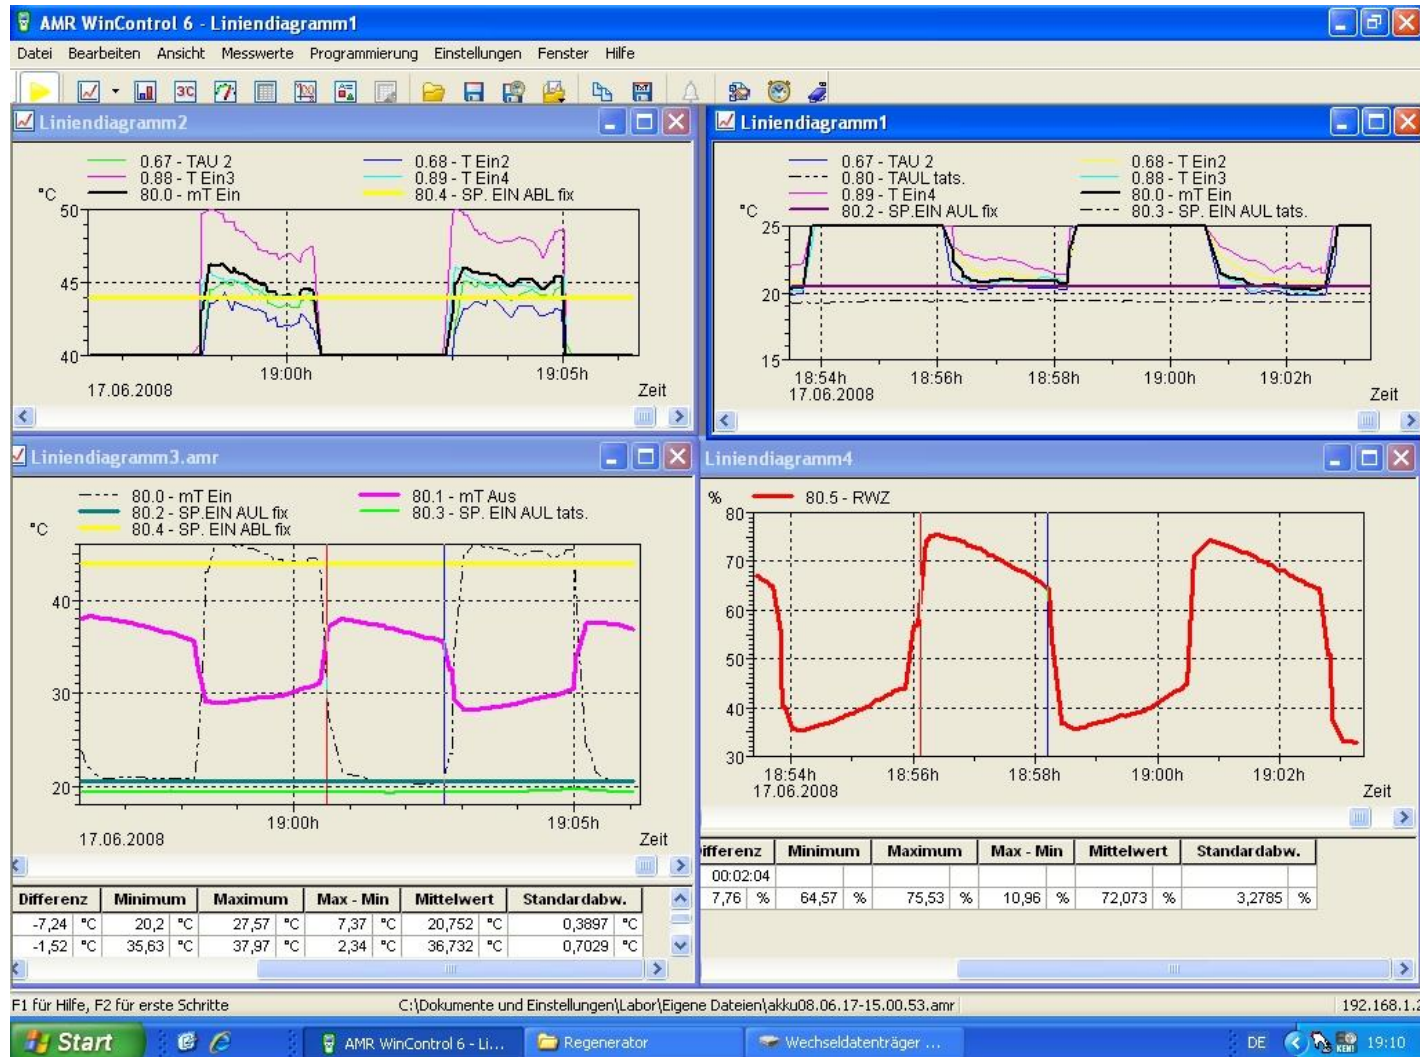 AMR WinControl 6 - Liniendiagramm1
Datei Bearbeiten Ansicht Messwerte Programmierung Einstellungen Fenster Hilfe
3C TXT
Liniendiagramm2
0.67 - TAU 2 0.68 - T Ein2
0.88 - T Ein3 0.89 - T Ein4
°C 80.0 - mT Ein 80.4 - SP. EIN ABL fix
50
45
40
19:00h 19:05h
17.06.2008 Zeit
Liniendiagramm1
0.67 - TAU 2 0.68 - T Ein2
0.80 - TAUL tats. 0.88 - T Ein3
0.89 - T Ein4 80.0 - mT Ein
°C 80.2 - SP.EIN AUL fix 80.3 - SP. EIN AUL tats.
25
20
15
18:54h 18:56h 18:58h 19:00h 19:02h
17.06.2008 Zeit
Liniendiagramm3.amr
80.0 - mT Ein 80.1 - mT Aus
80.2 - SP.EIN AUL fix 80.3 - SP. EIN AUL tats.
°C 80.4 - SP. EIN ABL fix
40
30
20
19:00h 19:05h
17.06.2008 Zeit
Differenz Minimum Maximum Max - Min Mittelwert Standardabw.
-7,24 °C 20,2 °C 27,57 °C 7,37 °C 20,752 °C 0,3897 °C
-1,52 °C 35,63 °C 37,97 °C 2,34 °C 36,732 °C 0,7029 °C
Liniendiagramm4
% 80.5 - RWZ
80
70
60
50
40
30
18:54h 18:56h 18:58h 19:00h 19:02h
17.06.2008 Zeit
ifferenz Minimum Maximum Max - Min Mittelwert Standardabw.
00:02:04
7,76 % 64,57 % 75,53 % 10,96 % 72,073 % 3,2785 %
F1 für Hilfe, F2 für erste Schritte C:\Dokumente und Einstellungen\Labor\Eigene Dateien\akku08.06.17-15.00.53.amr 192.168.1.2
Start AMR WinControl 6 - Li... Regenerator Wechseldatenträger ... DE 19:10